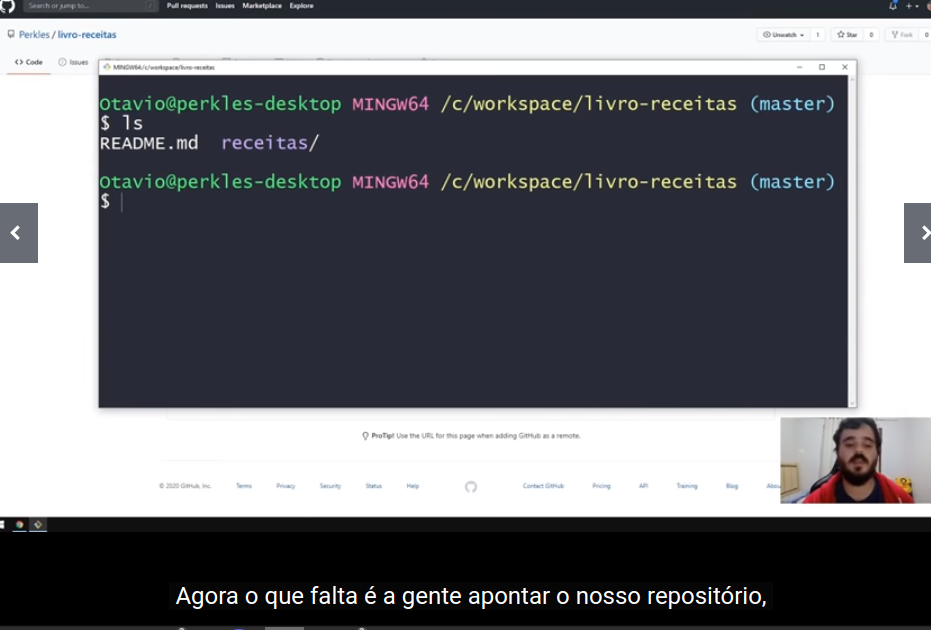 Search or jump to... /
Pull requests Issues Marketplace Explore
Perkles / livro-receitas
Unwatch 1 Star 0 Fork 0
Code Issues
MINGW64:/c/workspace/livro-receitas
Otavio@perkles-desktop MINGW64 /c/workspace/livro-receitas (master)
$ ls
README.md receitas/
Otavio@perkles-desktop MINGW64 /c/workspace/livro-receitas (master)
$
ProTip! Use the URL for this page when adding GitHub as a remote.
© 2020 GitHub, Inc. Terms Privacy Security Status Help Contact GitHub Pricing API Training Blog Abou
Agora o que falta é a gente apontar o nosso repositório,